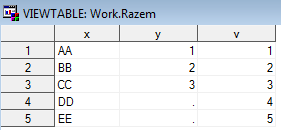 VIEWTABLE: Work.Razem
x y v
1 AA 1 1
2 BB 2 2
3 CC 3 3
4 DD . 4
5 EE . 5